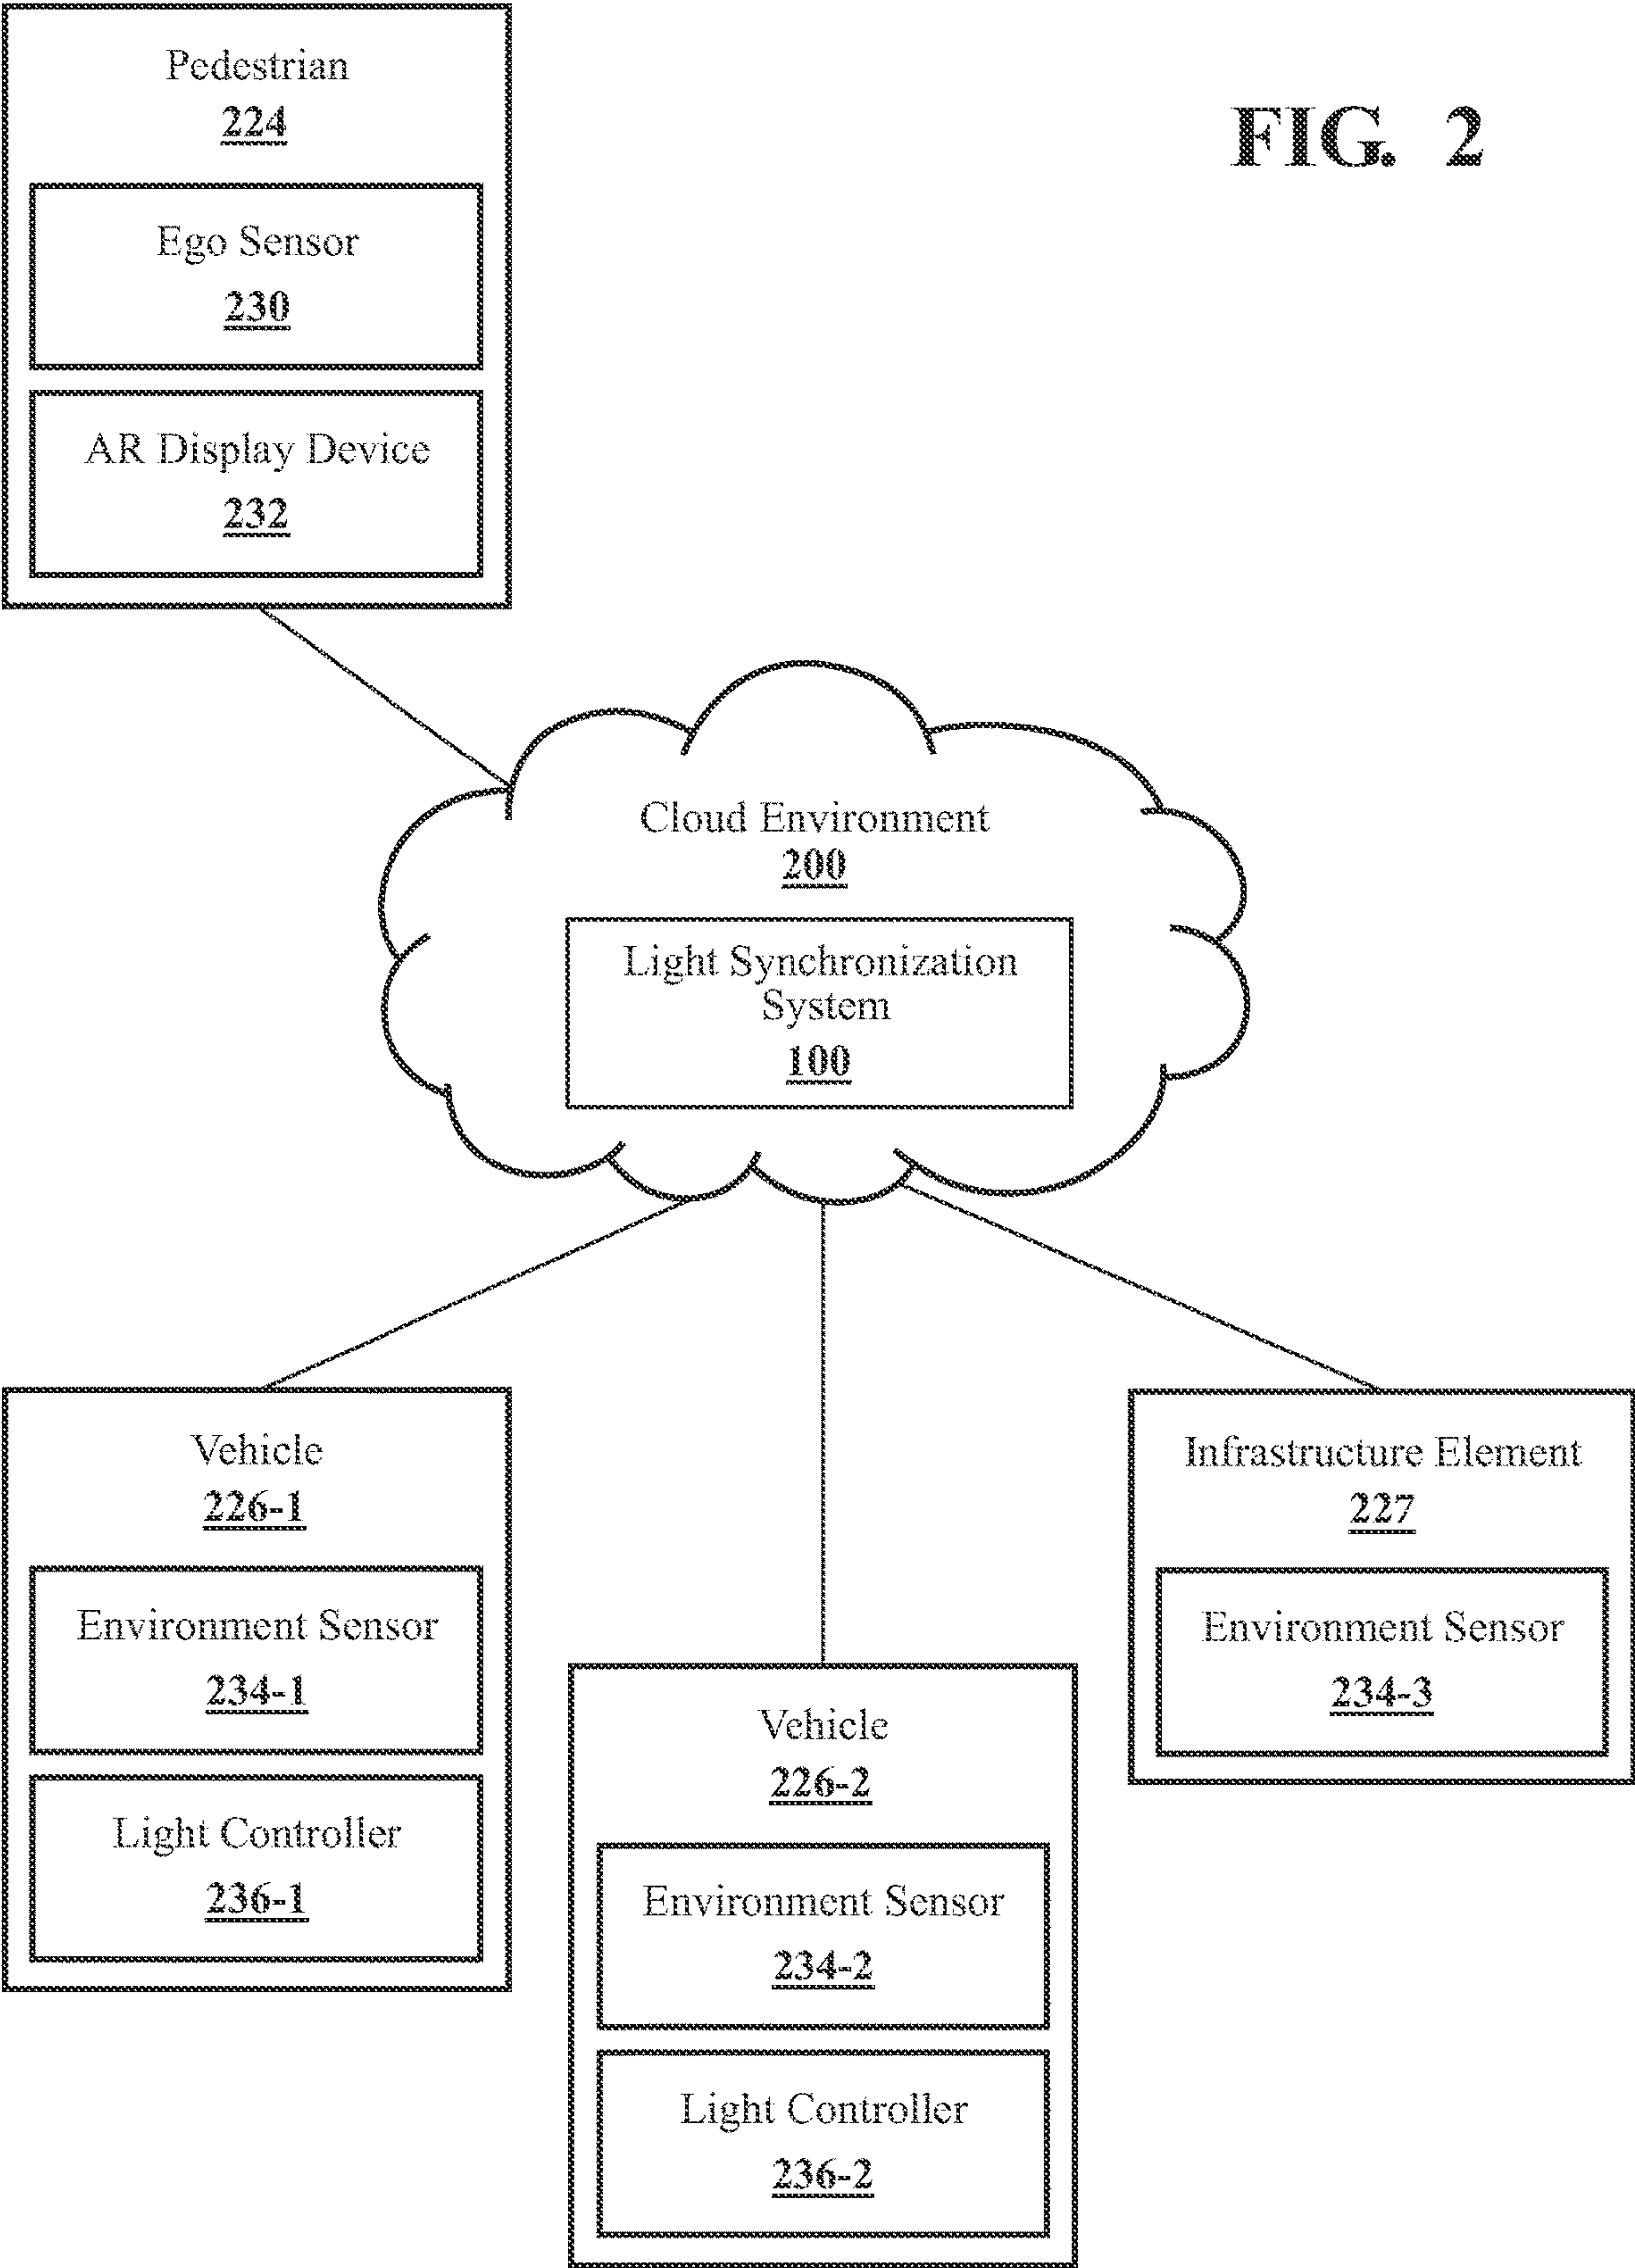 FIG. 2
Pedestrian
224
Ego Sensor
230
AR Display Device
232
Cloud Environment
200
Light Synchronization
System
100
Vehicle
226-1
Environment Sensor
234-1
Light Controller
236-1
Vehicle
226-2
Environment Sensor
234-2
Light Controller
236-2
Infrastructure Element
227
Environment Sensor
234-3